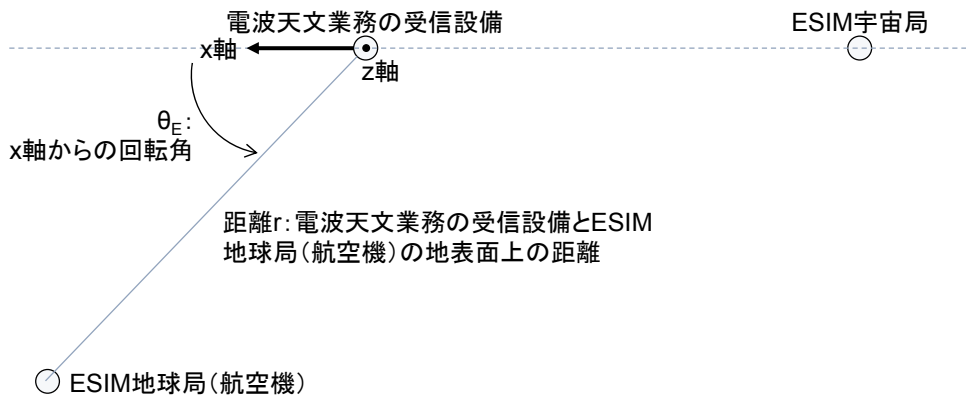 電波天文業務の受信設備
ESIM宇宙局
x軸
z軸
θE:
x軸からの回転角
距離r:電波天文業務の受信設備とESIM
地球局(航空機)の地表面上の距離
ESIM地球局(航空機)